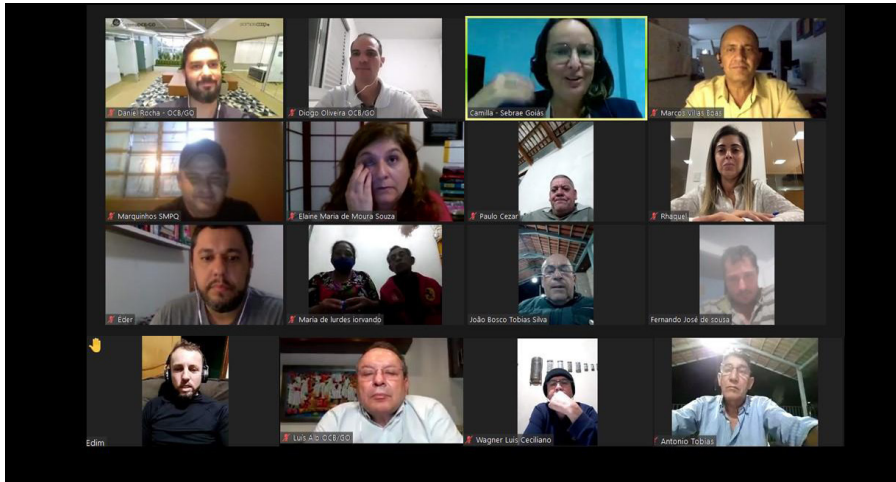 Daniel Rocha - OCB/GO
Diogo Oliveira OCB/GO
Camilla - Sebrae Goiás
Marcos Villas Boas
Marquinhos SMPQ
Elaine Maria de Moura Souza
Paulo Cezar
Rhaquel
Eder
Maria de lurdes iorvando
João Bosco Tobias Silva
Fernando José de sousa
Edim
Luís Alb OCB/GO
Wagner Luis Ceciliano
Antonio Tobias